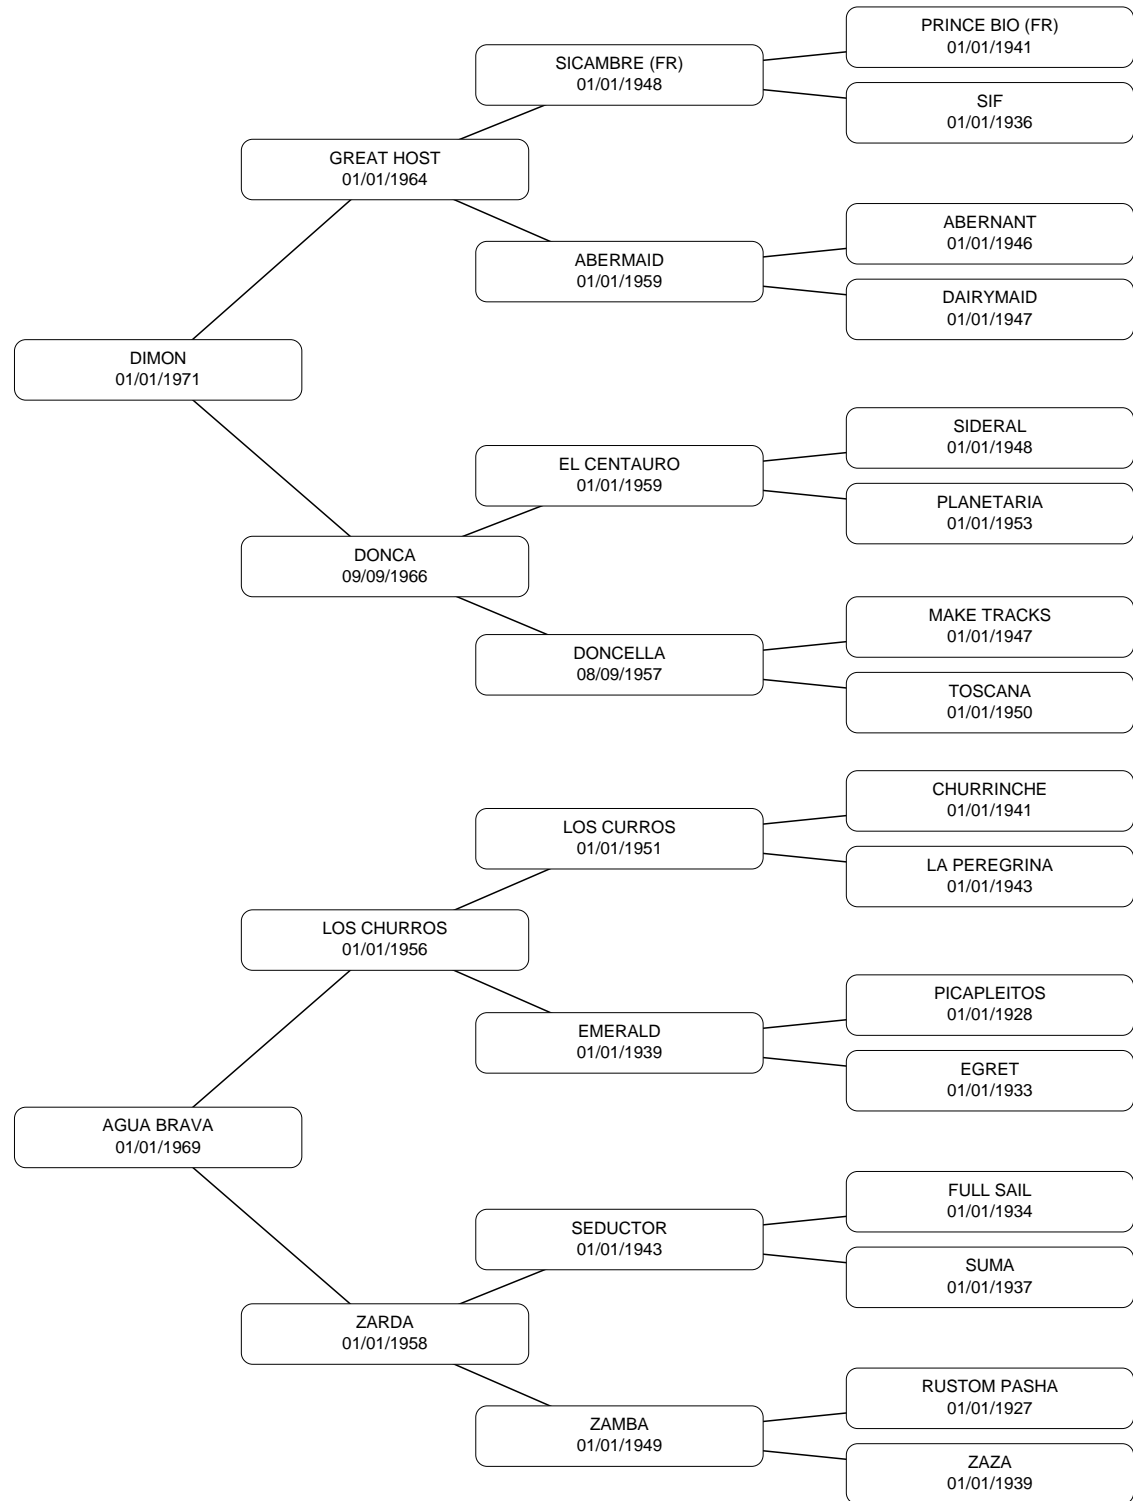 PRINCE BIO (FR)
01/01/1941
SICAMBRE (FR)
01/01/1948
SIF
01/01/1936
GREAT HOST
01/01/1964
ABERNANT
01/01/1946
ABERMAID
01/01/1959
DAIRYMAID
01/01/1947
DIMON
01/01/1971
SIDERAL
01/01/1948
EL CENTAURO
01/01/1959
PLANETARIA
01/01/1953
DONCA
09/09/1966
MAKE TRACKS
01/01/1947
DONCELLA
08/09/1957
TOSCANA
01/01/1950
CHURRINCHE
01/01/1941
LOS CURROS
01/01/1951
LA PEREGRINA
01/01/1943
LOS CHURROS
01/01/1956
PICAPLEITOS
01/01/1928
EMERALD
01/01/1939
EGRET
01/01/1933
AGUA BRAVA
01/01/1969
FULL SAIL
01/01/1934
SEDUCTOR
01/01/1943
SUMA
01/01/1937
ZARDA
01/01/1958
RUSTOM PASHA
01/01/1927
ZAMBA
01/01/1949
ZAZA
01/01/1939